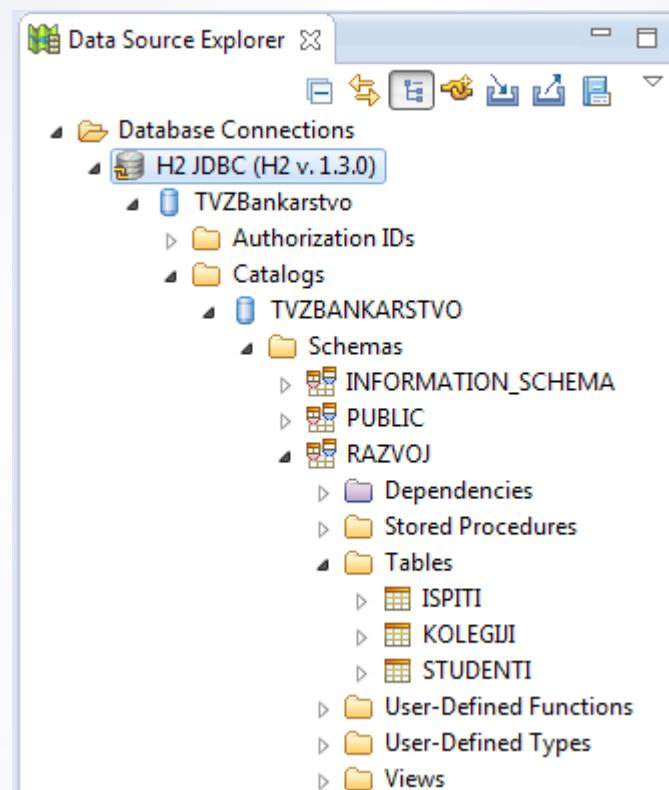 Data Source Explorer
Database Connections
H2 JDBC (H2 v. 1.3.0)
TVZBankarstvo
Authorization IDs
Catalogs
TVZBANKARSTVO
Schemas
INFORMATION_SCHEMA
PUBLIC
RAZVOJ
Dependencies
Stored Procedures
Tables
ISPITI
KOLEGIJI
STUDENTI
User-Defined Functions
User-Defined Types
Views